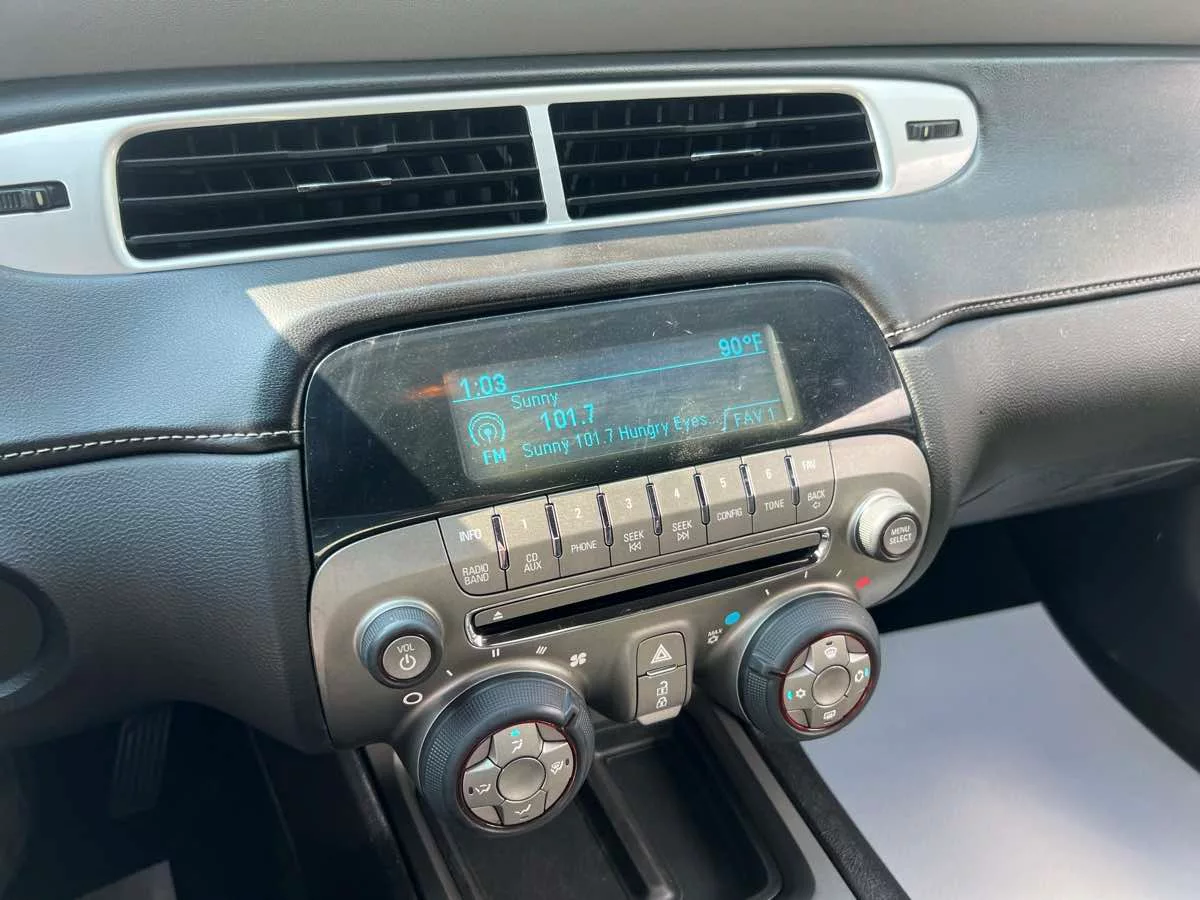 1:03
90°F
Sunny
101.7
FM
Sunny 101.7 Hungry Eyes...
FAV 1
INFO
1
2
3
4
5
6
FAV
RADIO
BAND
CD
AUX
PHONE
SEEK
SEEK
CONFIG
TONE
BACK
MENU
SELECT
VOL
MAX